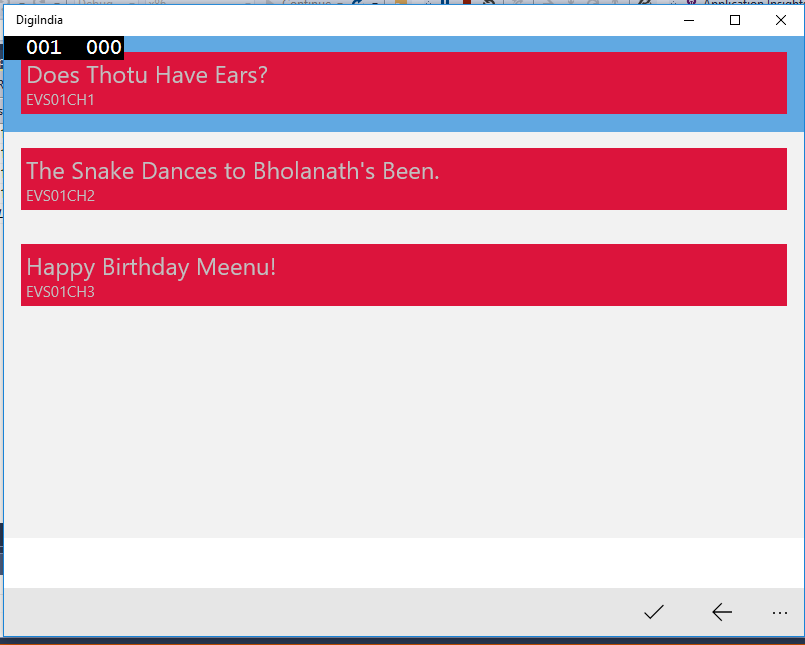 DigiIndia
001 000
Does Thotu Have Ears?
EVS01CH1
The Snake Dances to Bholanath's Been.
EVS01CH2
Happy Birthday Meenu!
EVS01CH3